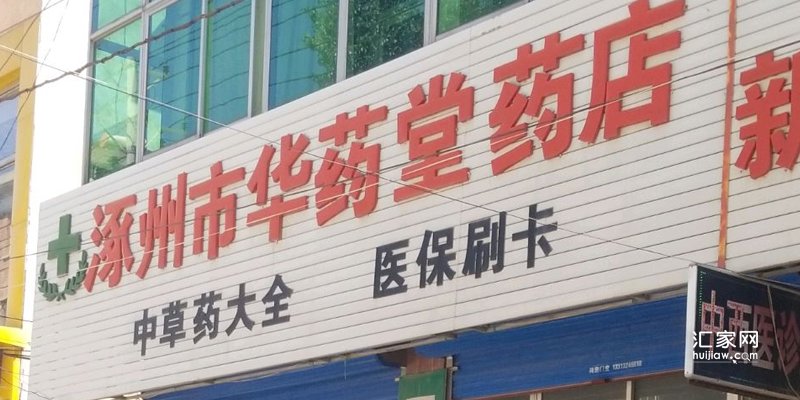 涿州市华药堂药店
中草药大全
医保刷卡
新
中西医诊
汇家网
huijiaw.com